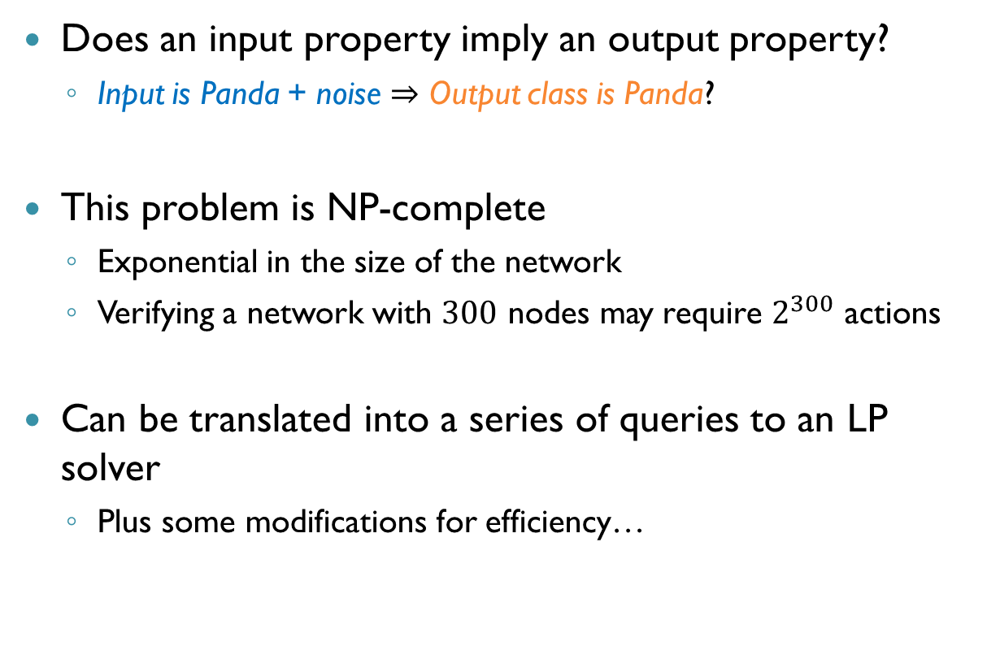 • Does an input property imply an output property?
◦ Input is Panda + noise ⇒ Output class is Panda?
• This problem is NP-complete
◦ Exponential in the size of the network
◦ Verifying a network with 300 nodes may require 2³⁰⁰ actions
• Can be translated into a series of queries to an LP
solver
◦ Plus some modifications for efficiency…